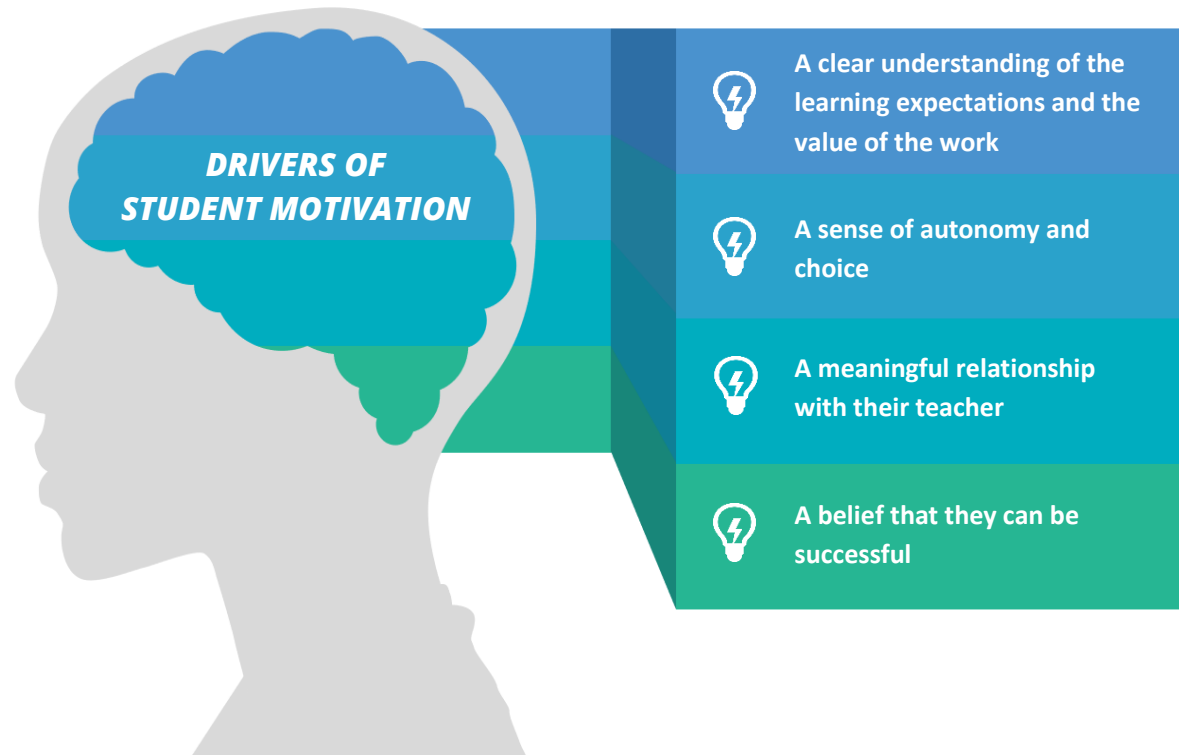 DRIVERS OF
STUDENT MOTIVATION
A clear understanding of the
learning expectations and the
value of the work
A sense of autonomy and
choice
A meaningful relationship
with their teacher
A belief that they can be
successful